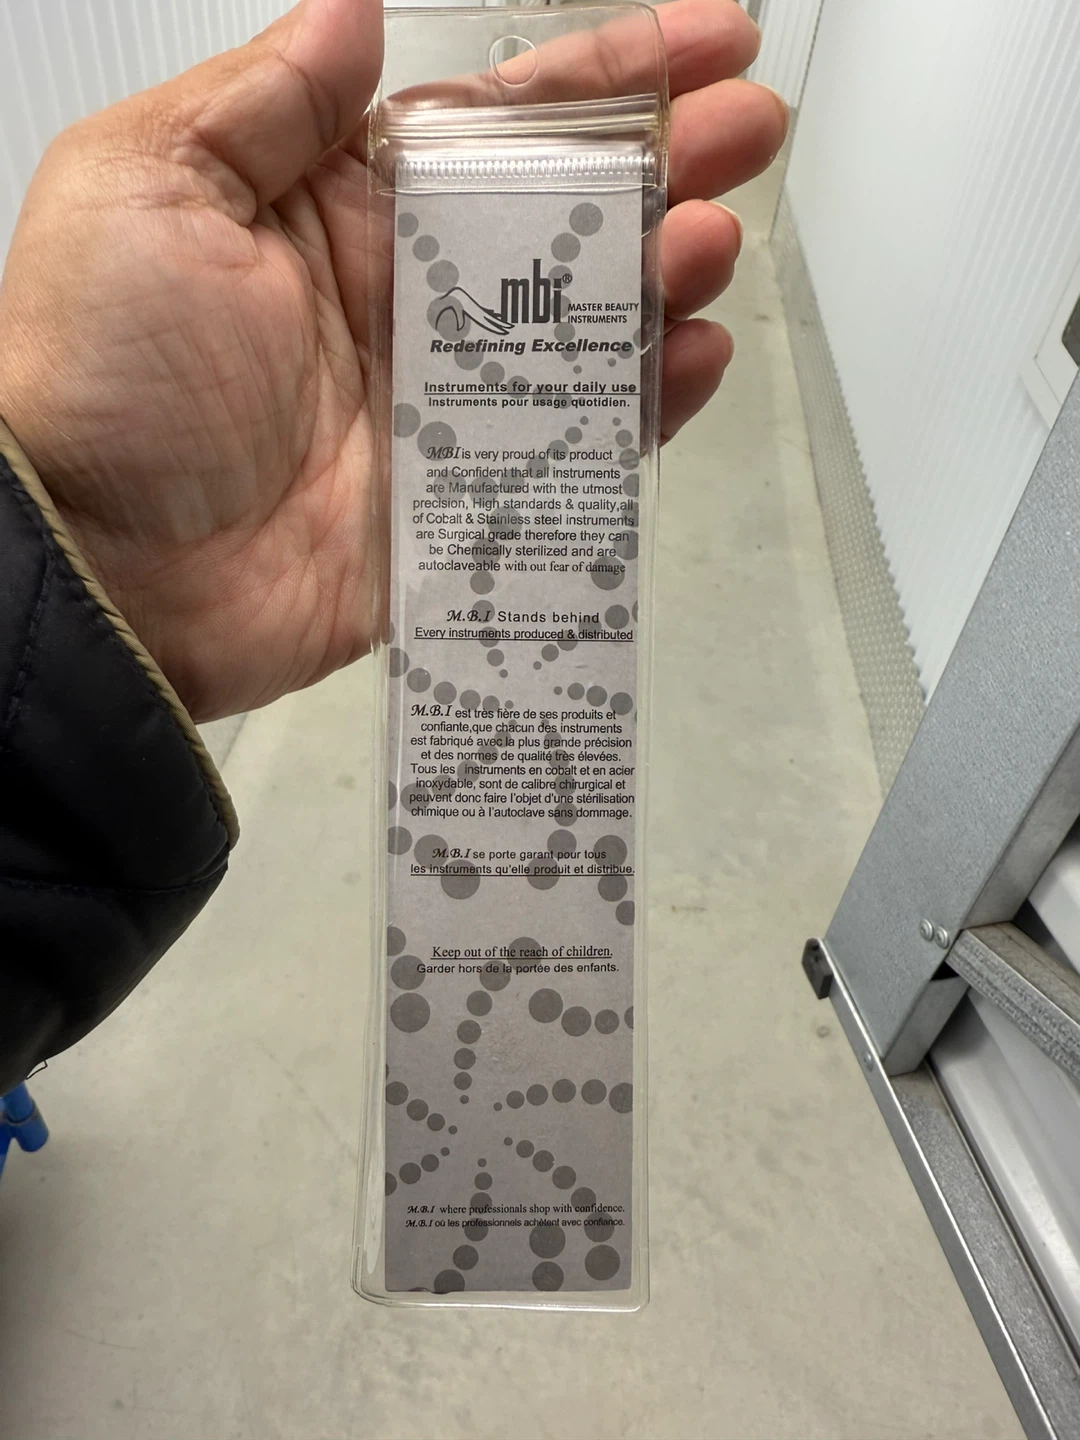 mbi® MASTER BEAUTY
INSTRUMENTS
Redefining Excellence
Instruments for your daily use
Instruments pour usage quotidien.
MBI is very proud of its product
and Confident that all instruments
are Manufactured with the utmost
precision, High standards & quality,all
of Cobalt & Stainless steel instruments
are Surgical grade therefore they can
be Chemically sterilized and are
autoclaveable with out fear of damage
M.B.I Stands behind
Every instruments produced & distributed
M.B.I est très fière de ses produits et
confiante,que chacun des instruments
est fabriqué avec la plus grande précision
et des normes de qualité très élevées.
Tous les instruments en cobalt et en acier
inoxydable, sont de calibre chirurgical et
peuvent donc faire l'objet d'une stérilisation
chimique ou à l'autoclave sans dommage.
M.B.I se porte garant pour tous
les instruments qu'elle produit et distribue.
Keep out of the reach of children.
Garder hors de la portée des enfants.
M.B.I where professionals shop with confidence.
M.B.I où les professionnels achètent avec confiance.